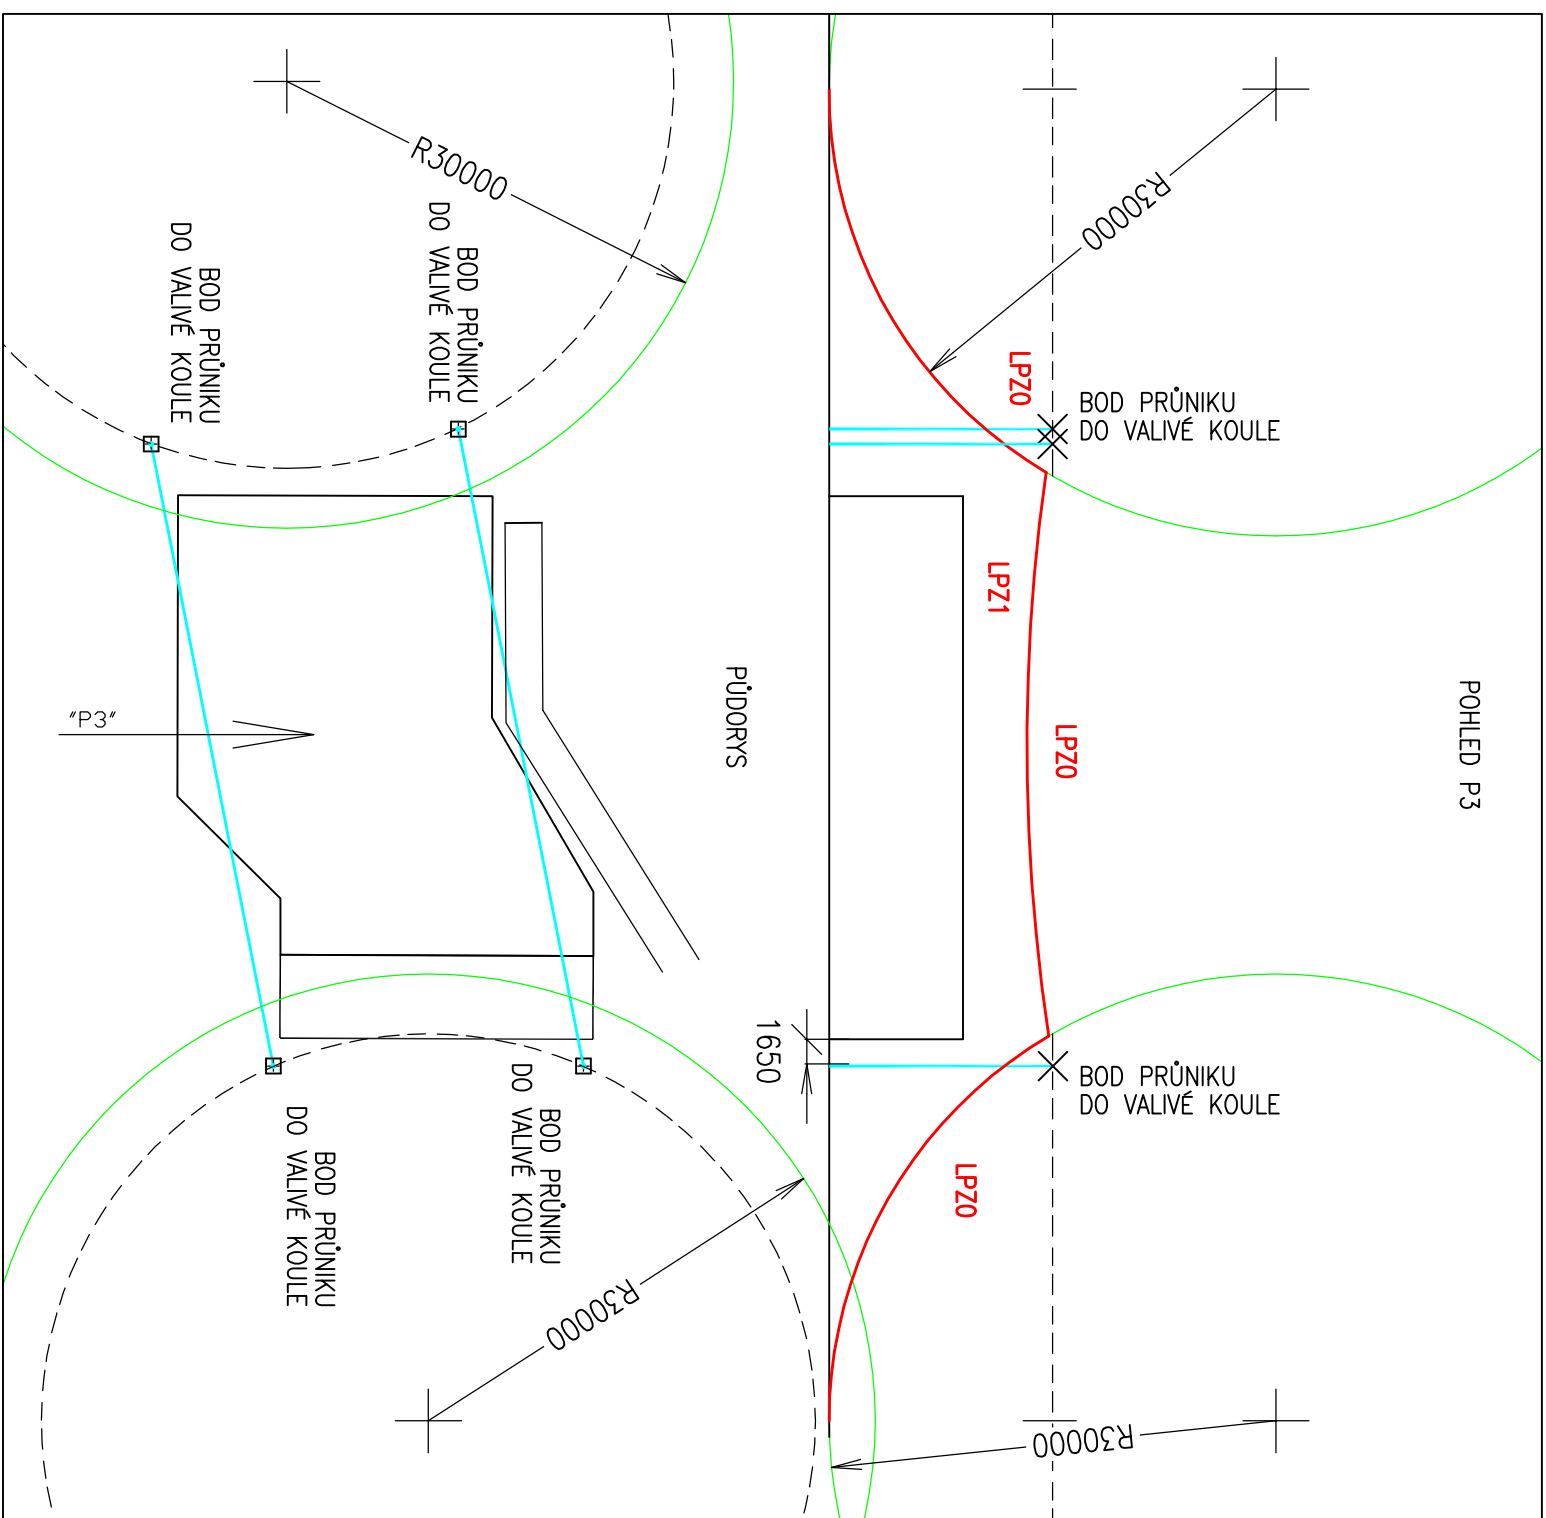 POHLED P3
R30000
BOD PRŮNIKU
DO VALIVÉ KOULE
LPZ0
LPZ1
LPZ0
BOD PRŮNIKU
DO VALIVÉ KOULE
LPZ0
R30000
1650
PŮDORYS
R30000
BOD PRŮNIKU
DO VALIVÉ KOULE
BOD PRŮNIKU
DO VALIVÉ KOULE
"P3"
BOD PRŮNIKU
DO VALIVÉ KOULE
BOD PRŮNIKU
DO VALIVÉ KOULE
R30000